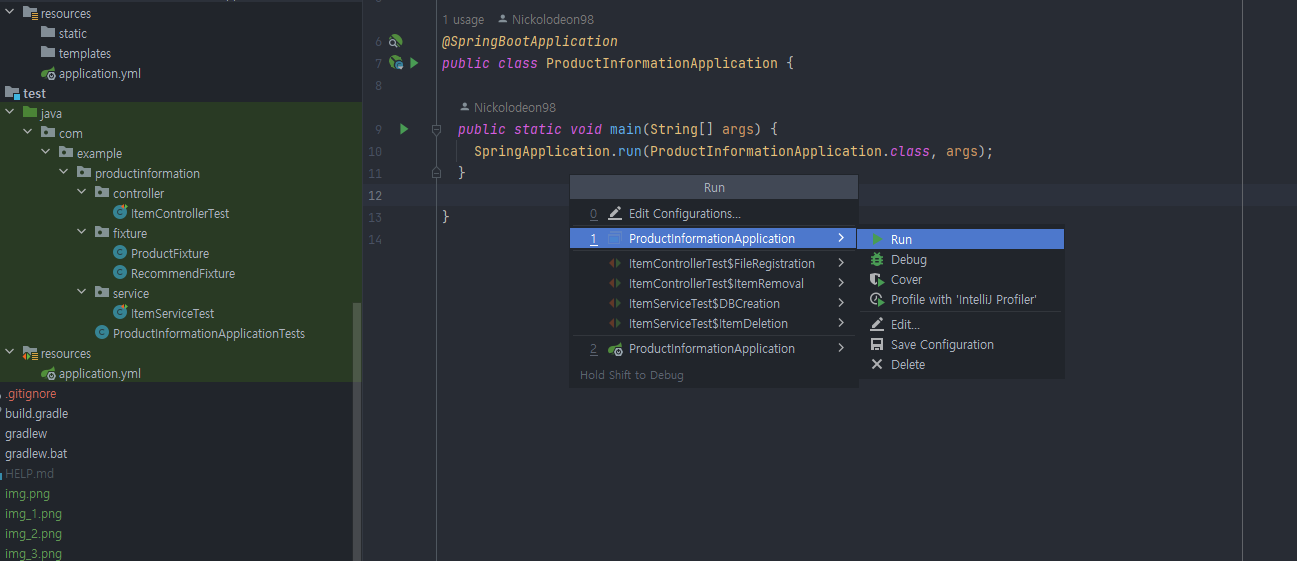 resources
static
templates
application.yml
test
java
com
example
productinformation
controller
ItemControllerTest
fixture
ProductFixture
RecommendFixture
service
ItemServiceTest
ProductInformationApplicationTests
resources
application.yml
.gitignore
build.gradle
gradlew
gradlew.bat
HELP.md
img.png
img_1.png
img_2.png
img_3.png
1 usage Nickolodeon98
6 @SpringBootApplication
7 public class ProductInformationApplication {
8
Nickolodeon98
9 public static void main(String[] args) {
10 SpringApplication.run(ProductInformationApplication.class, args);
11 }
12
13 }
14
Run
0 Edit Configurations...
1 ProductInformationApplication
ItemControllerTest$FileRegistration
ItemControllerTest$ItemRemoval
ItemServiceTest$DBCreation
ItemServiceTest$ItemDeletion
2 ProductInformationApplication
Hold Shift to Debug
Run
Debug
Cover
Profile with 'IntelliJ Profiler'
Edit...
Save Configuration
Delete